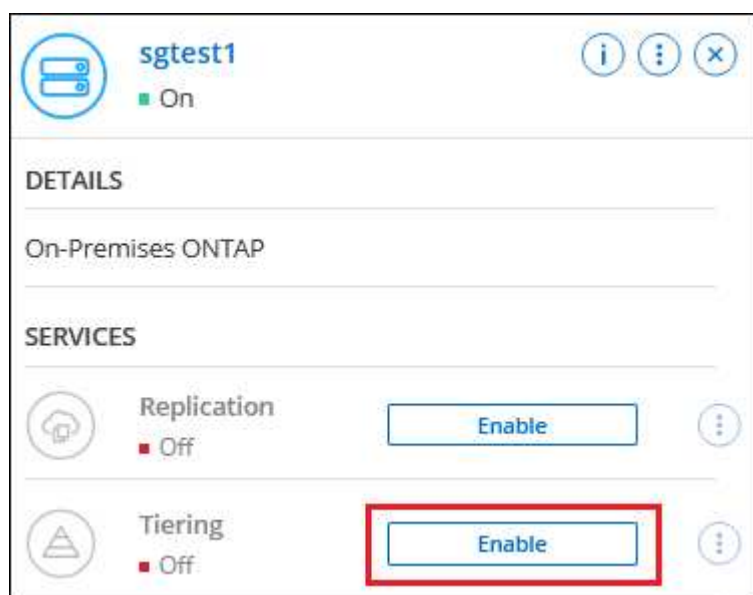 sgtest1
On
DETAILS
On-Premises ONTAP
SERVICES
Replication
Off
Enable
Tiering
Off
Enable